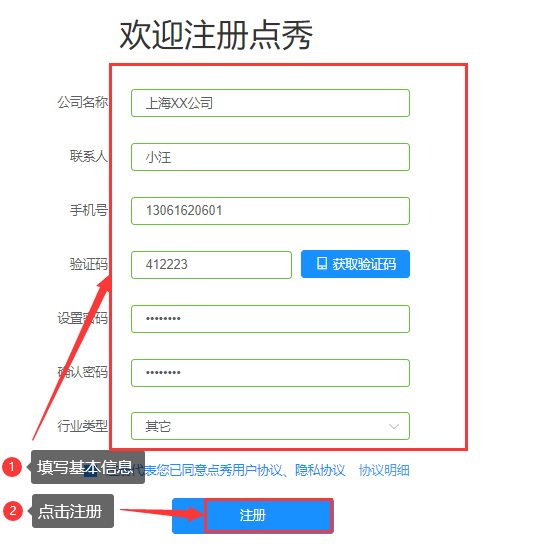 欢迎注册点秀
公司名称 上海XX公司
联系人 小汪
手机号 13061620601
验证码 412223 获取验证码
设置密码 ••••••••
确认密码 ••••••••
行业类型 其它
1 填写基本信息
代表您已同意点秀用户协议、隐私协议 协议明细
2 点击注册
注册